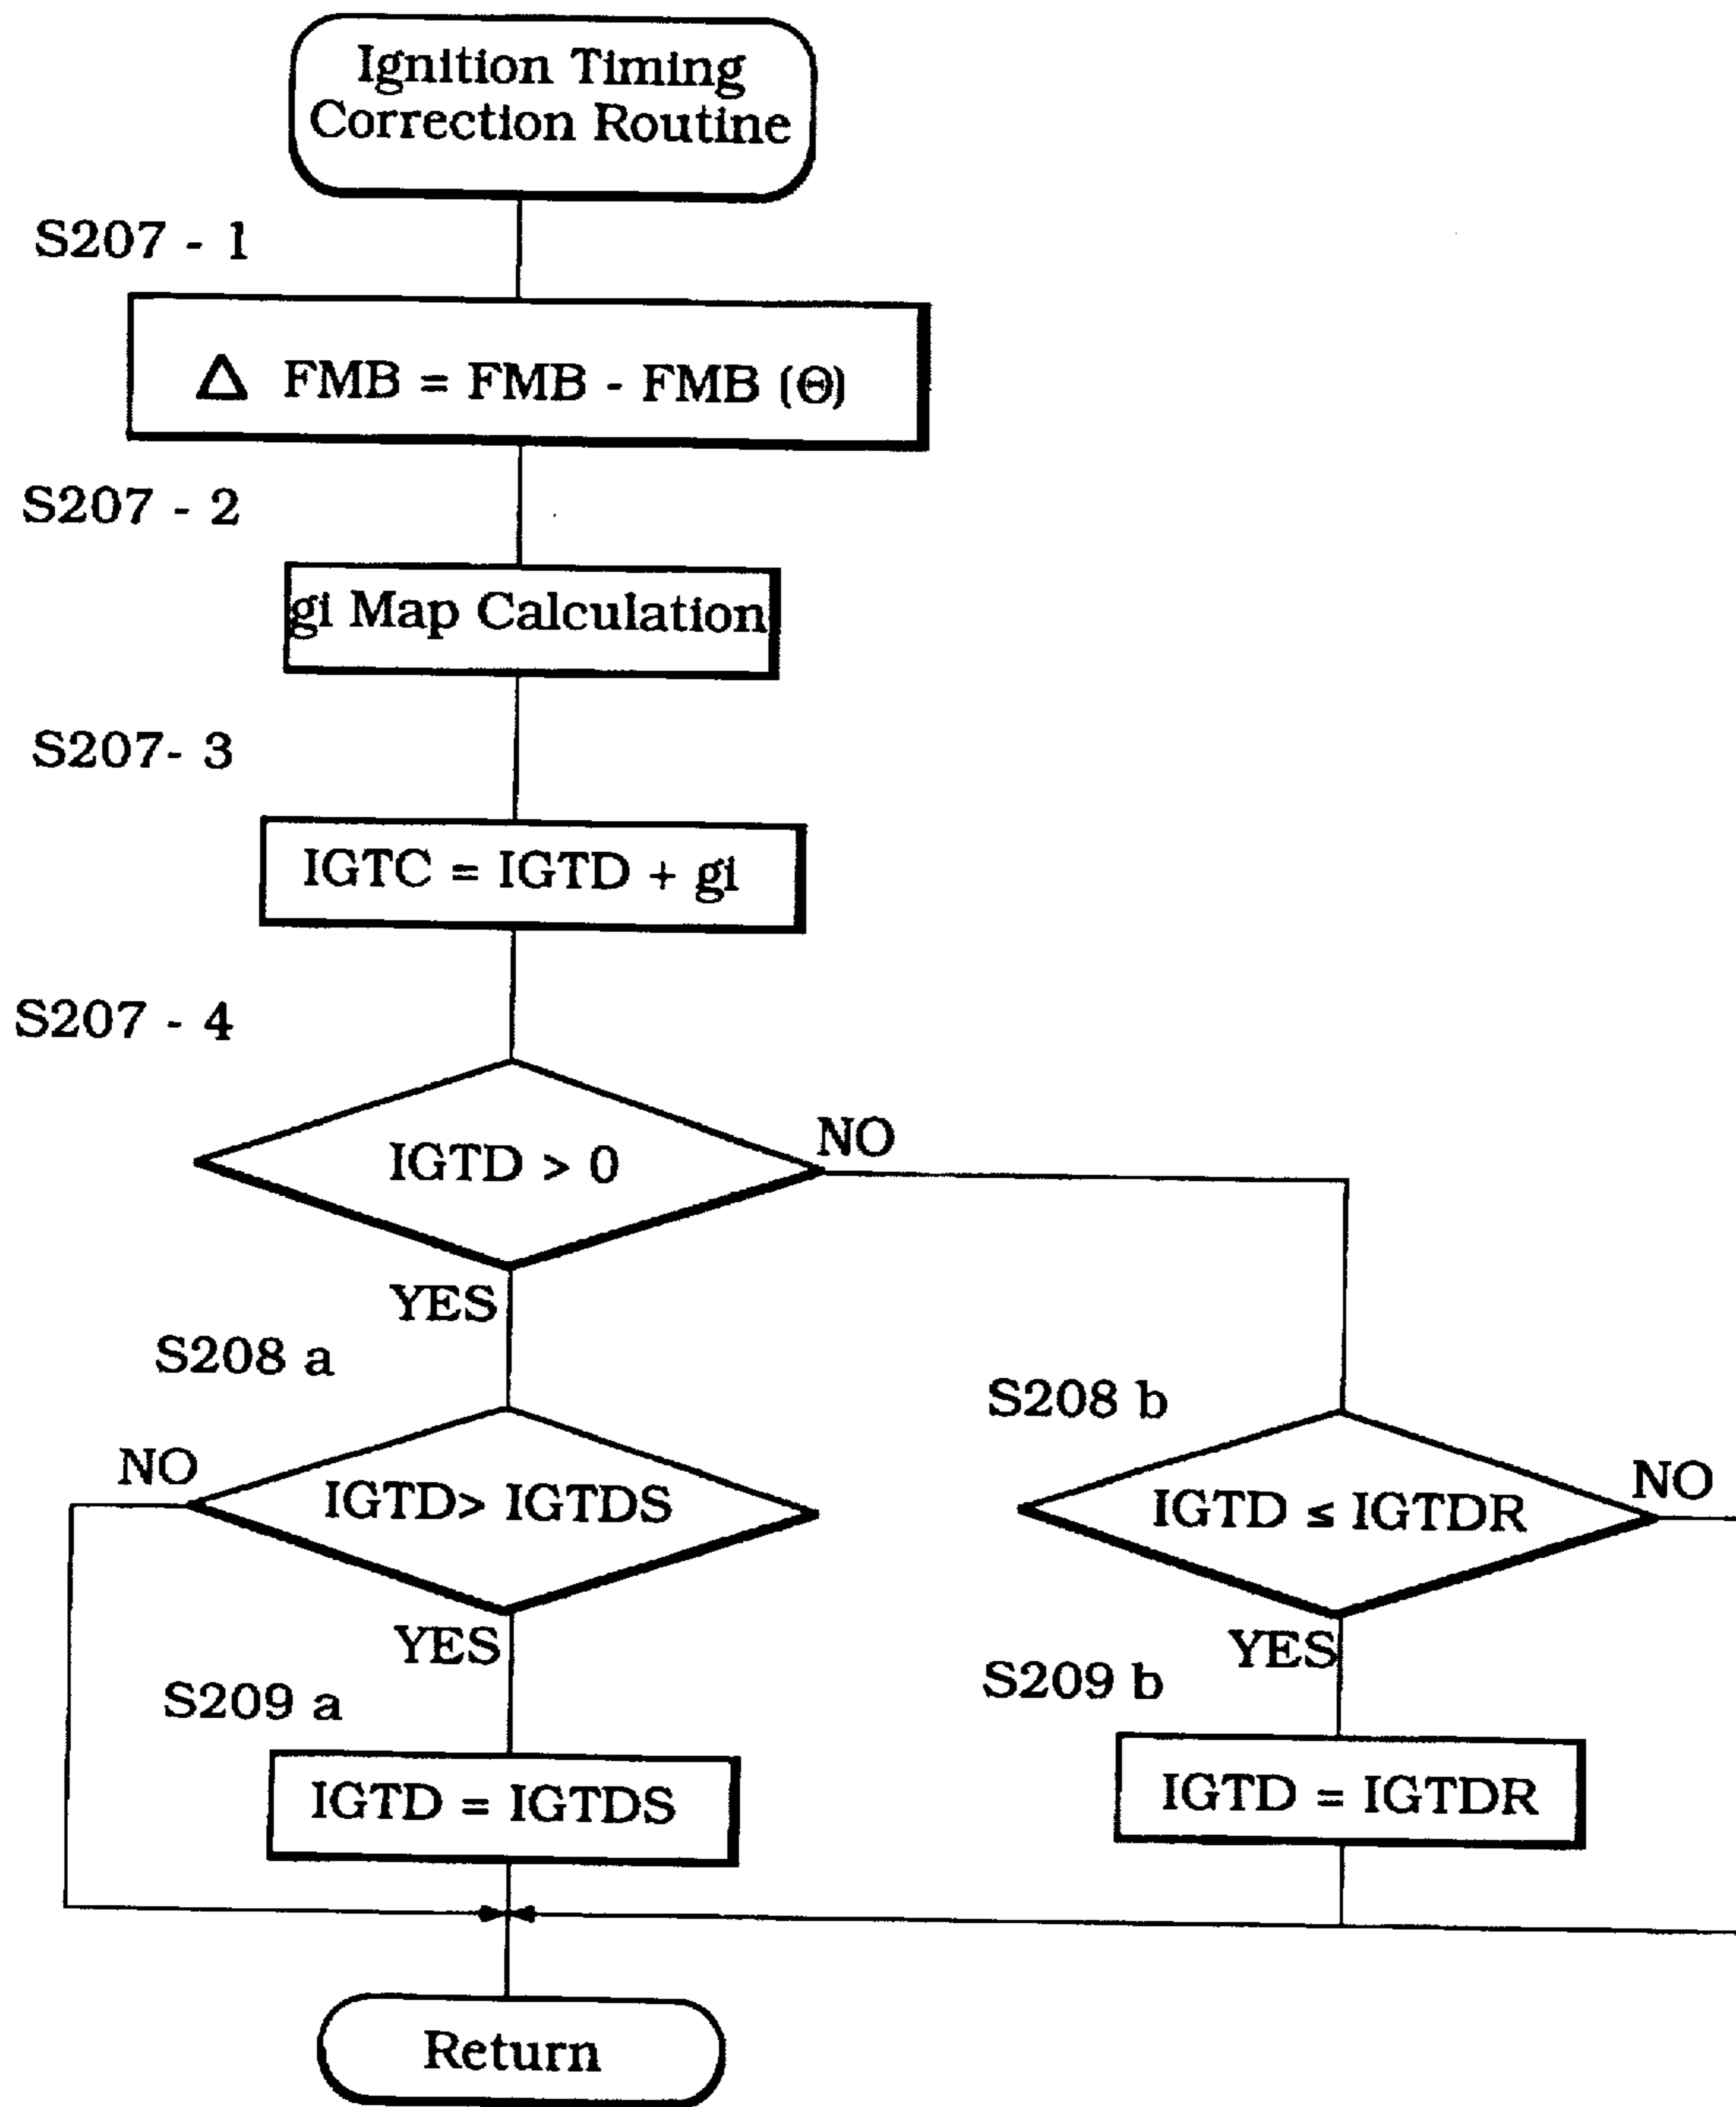 Ignition Timing
Correction Routine
S207 - 1
Δ FMB = FMB - FMB (Θ)
S207 - 2
gi Map Calculation
S207- 3
IGTC = IGTD + gi
S207 - 4
IGTD > 0
NO
YES
S208 a
S208 b
NO
IGTD> IGTDS
IGTD ≤ IGTDR
NO
YES
YES
S209 a
S209 b
IGTD = IGTDS
IGTD = IGTDR
Return